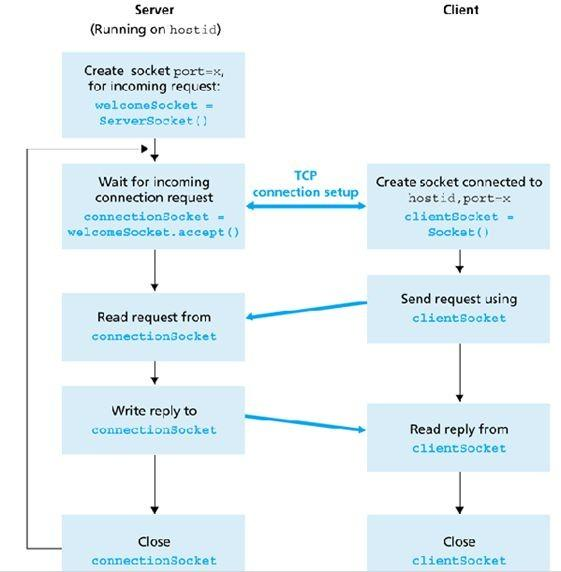 Server
(Running on hostid)
Client
Create socket port=x,
for incoming request:
welcomeSocket =
ServerSocket()
Wait for incoming
connection request
connectionSocket =
welcomeSocket.accept()
TCP
connection setup
Create socket connected to
hostid,port=x
clientSocket =
Socket()
Send request using
clientSocket
Read request from
connectionSocket
Write reply to
connectionSocket
Read reply from
clientSocket
Close
connectionSocket
Close
clientSocket